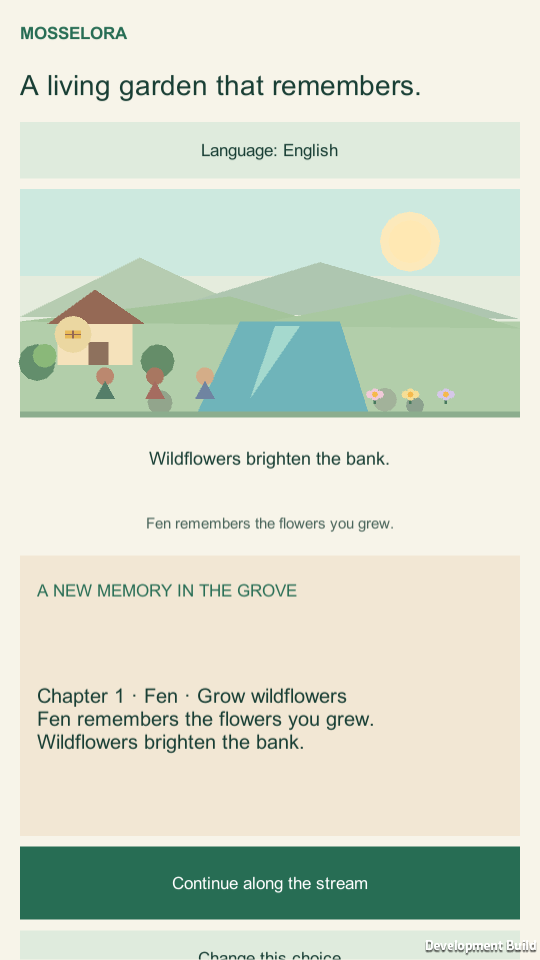 MOSSELORA
A living garden that remembers.
Language: English
Wildflowers brighten the bank.
Fen remembers the flowers you grew.
A NEW MEMORY IN THE GROVE
Chapter 1 · Fen · Grow wildflowers
Fen remembers the flowers you grew.
Wildflowers brighten the bank.
Continue along the stream
Change this choice
Development Build